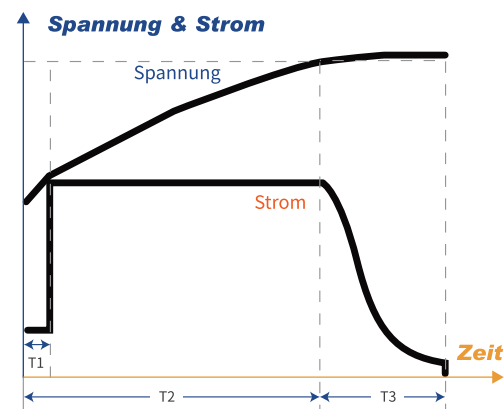 Spannung & Strom
Spannung
Strom
Zeit
T1
T2
T3